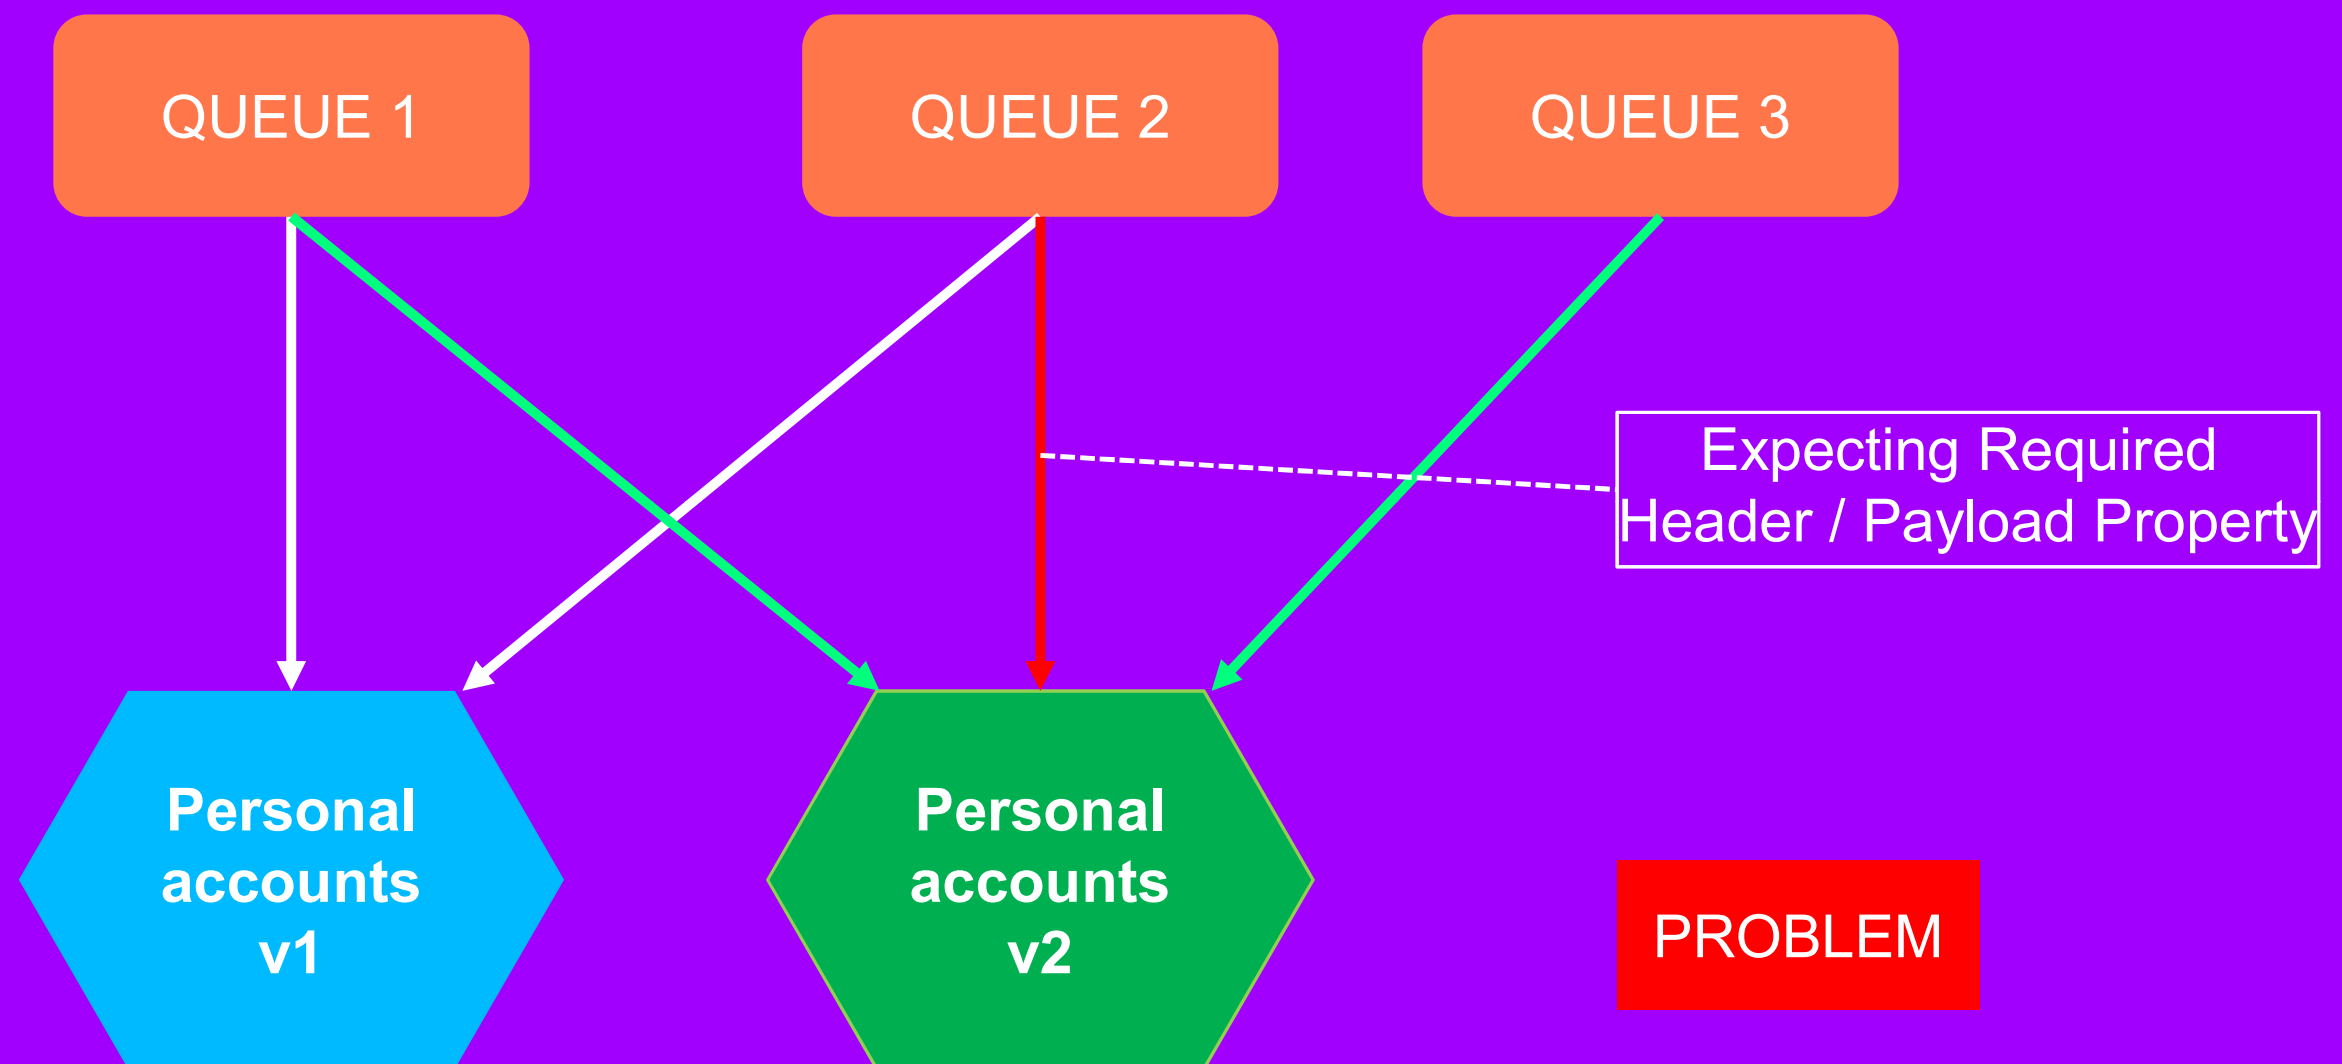 QUEUE 1
QUEUE 2
QUEUE 3
Expecting Required
Header / Payload Property
Personal
accounts
v1
Personal
accounts
v2
PROBLEM